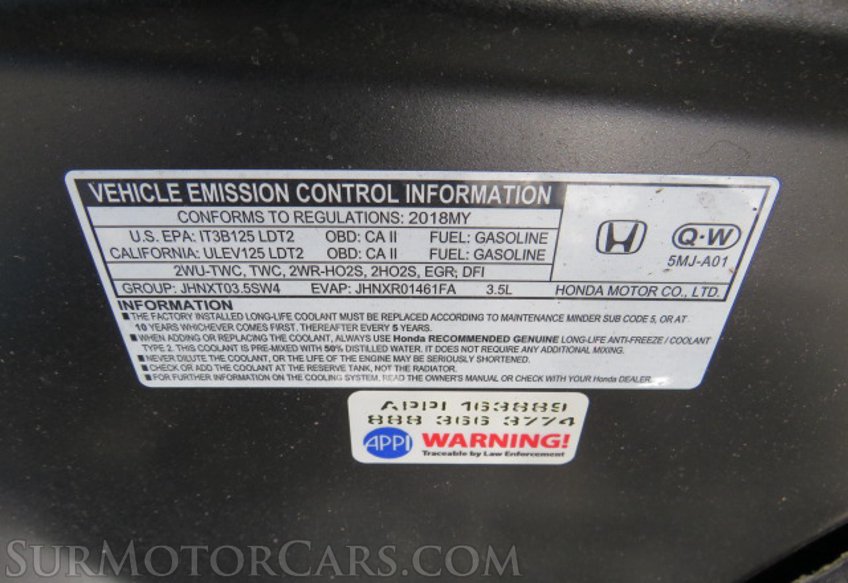 VEHICLE EMISSION CONTROL INFORMATION
CONFORMS TO REGULATIONS: 2018MY
U.S. EPA: IT3B125 LDT2 OBD: CA II FUEL: GASOLINE
CALIFORNIA: ULEV125 LDT2 OBD: CA II FUEL: GASOLINE
2WU-TWC, TWC, 2WR-HO2S, 2HO2S, EGR, DFI
GROUP: JHNXT03.5SW4 EVAP: JHNXR01461FA 3.5L
Q·W
5MJ-A01
HONDA MOTOR CO., LTD.
INFORMATION
■THE FACTORY INSTALLED LONG-LIFE COOLANT MUST BE REPLACED ACCORDING TO MAINTENANCE MINDER SUB CODE 5, OR AT
10 YEARS WHICHEVER COMES FIRST, THEREAFTER EVERY 5 YEARS.
■WHEN ADDING OR REPLACING THE COOLANT, ALWAYS USE Honda RECOMMENDED GENUINE LONG-LIFE ANTI-FREEZE / COOLANT
TYPE 2. THIS COOLANT IS PRE-MIXED WITH 50% DISTILLED WATER. IT DOES NOT REQUIRE ANY ADDITIONAL MIXING.
■NEVER DILUTE THE COOLANT, OR THE LIFE OF THE ENGINE MAY BE SERIOUSLY SHORTENED.
■CHECK OR ADD THE COOLANT AT THE RESERVE TANK, NOT THE RADIATOR.
■FOR FURTHER INFORMATION ON THE COOLING SYSTEM, READ THE OWNER'S MANUAL OR CHECK WITH YOUR Honda DEALER.
APPI 163889
888 366 3774
APPI WARNING!
Traceable by Law Enforcement
SurMotorCars.com